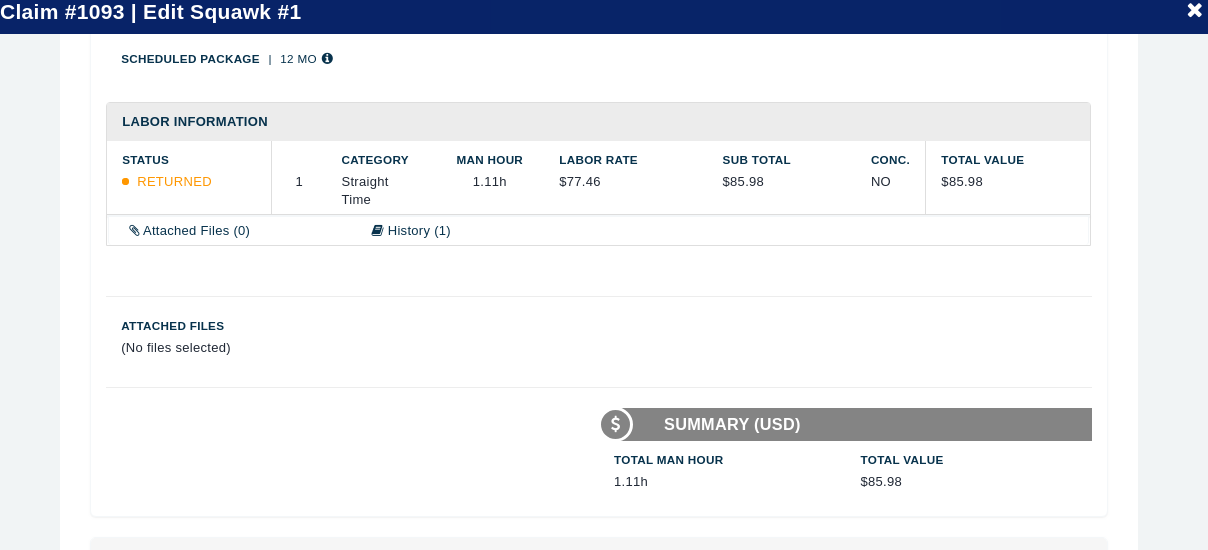 Claim #1093 | Edit Squawk #1
SCHEDULED PACKAGE | 12 MO
LABOR INFORMATION
STATUS CATEGORY MAN HOUR LABOR RATE SUB TOTAL CONC. TOTAL VALUE
RETURNED 1 Straight Time 1.11h $77.46 $85.98 NO $85.98
Attached Files (0) History (1)
ATTACHED FILES
(No files selected)
SUMMARY (USD)
TOTAL MAN HOUR TOTAL VALUE
1.11h $85.98